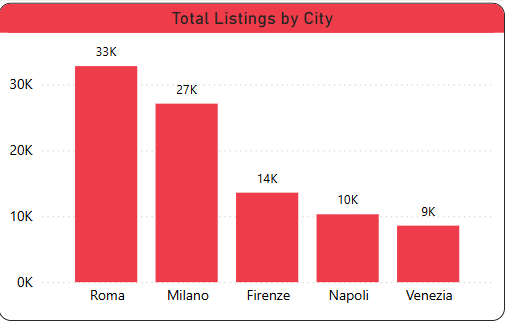 Total Listings by City
33K
30K
27K
20K
14K
10K
10K
9K
0K
Roma Milano Firenze Napoli Venezia